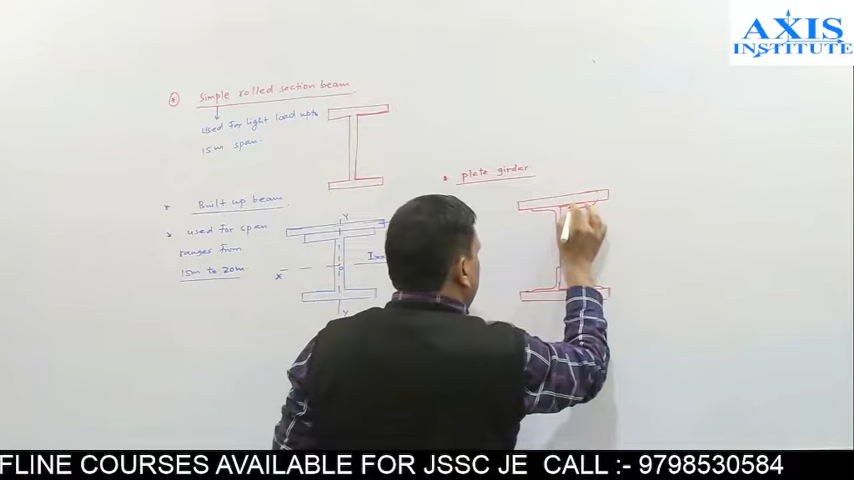 AXIS
INSTITUTE
* Simple rolled section beam
used for light load upto
15m span.
* Built up beam
* used for span
ranges from
15m to 20m.
Y
X
Y
* plate girder
FLINE COURSES AVAILABLE FOR JSSC JE CALL :- 9798530584